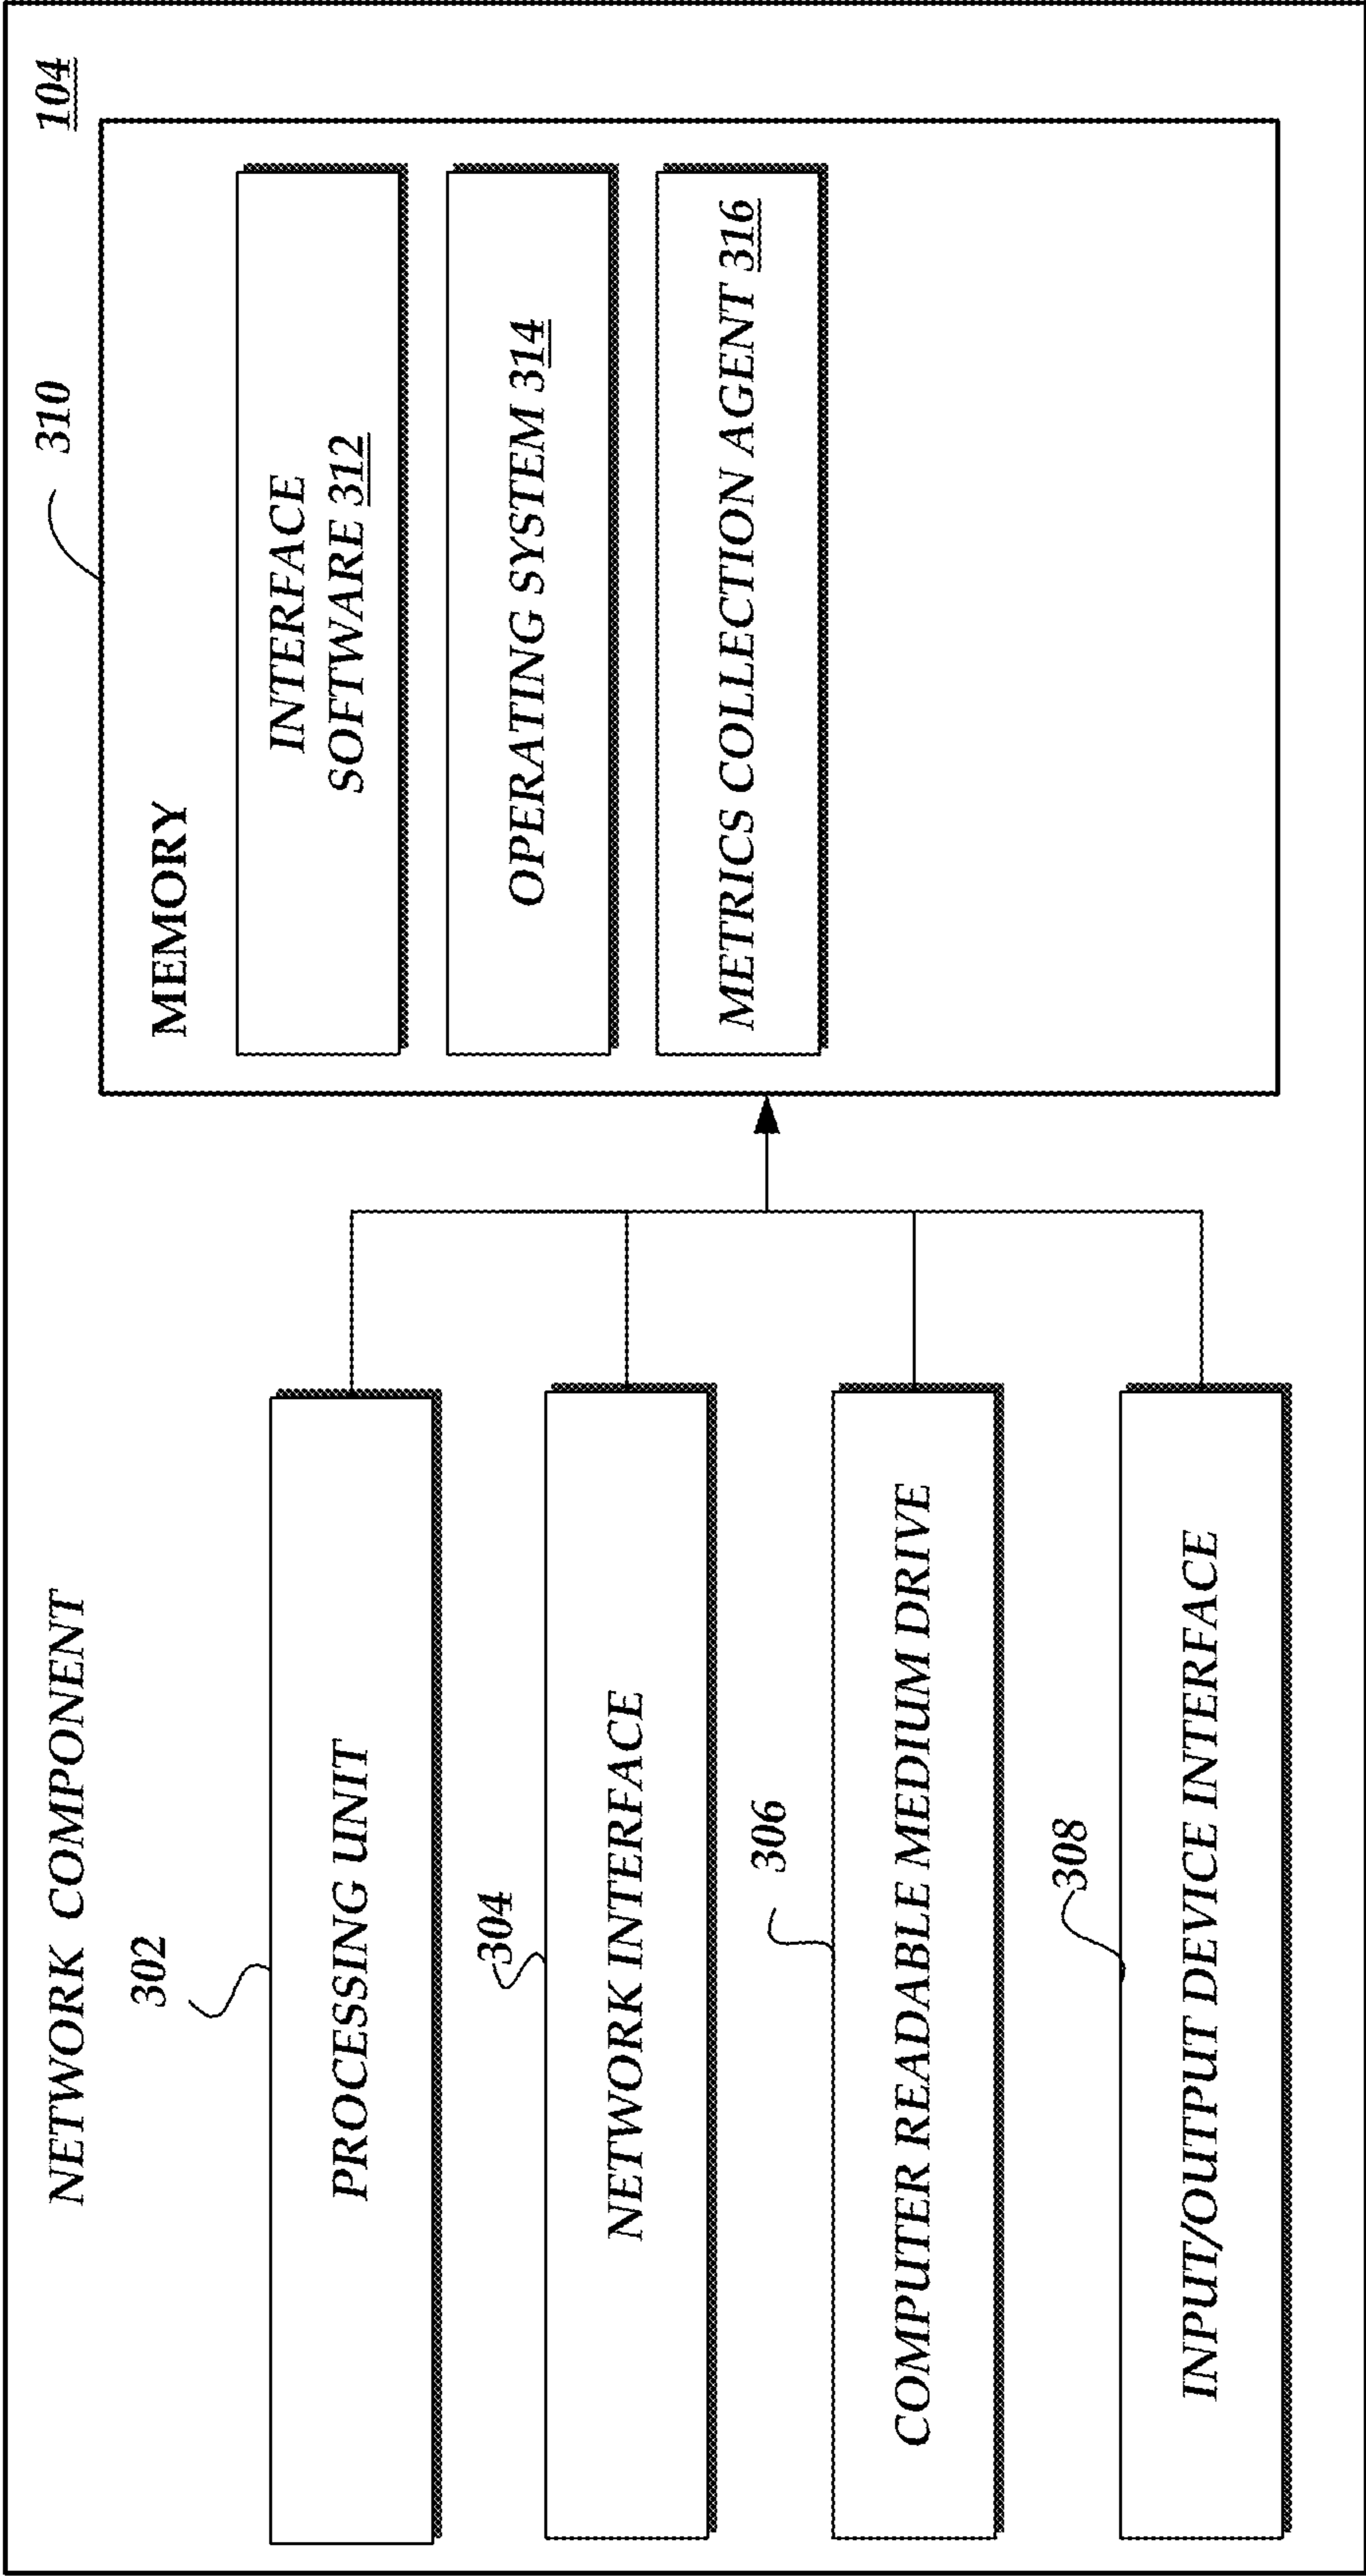 NETWORK COMPONENT
104
302
PROCESSING UNIT
304
NETWORK INTERFACE
306
COMPUTER READABLE MEDIUM DRIVE
308
INPUT/OUTPUT DEVICE INTERFACE
310
MEMORY
INTERFACE
SOFTWARE 312
OPERATING SYSTEM 314
METRICS COLLECTION AGENT 316